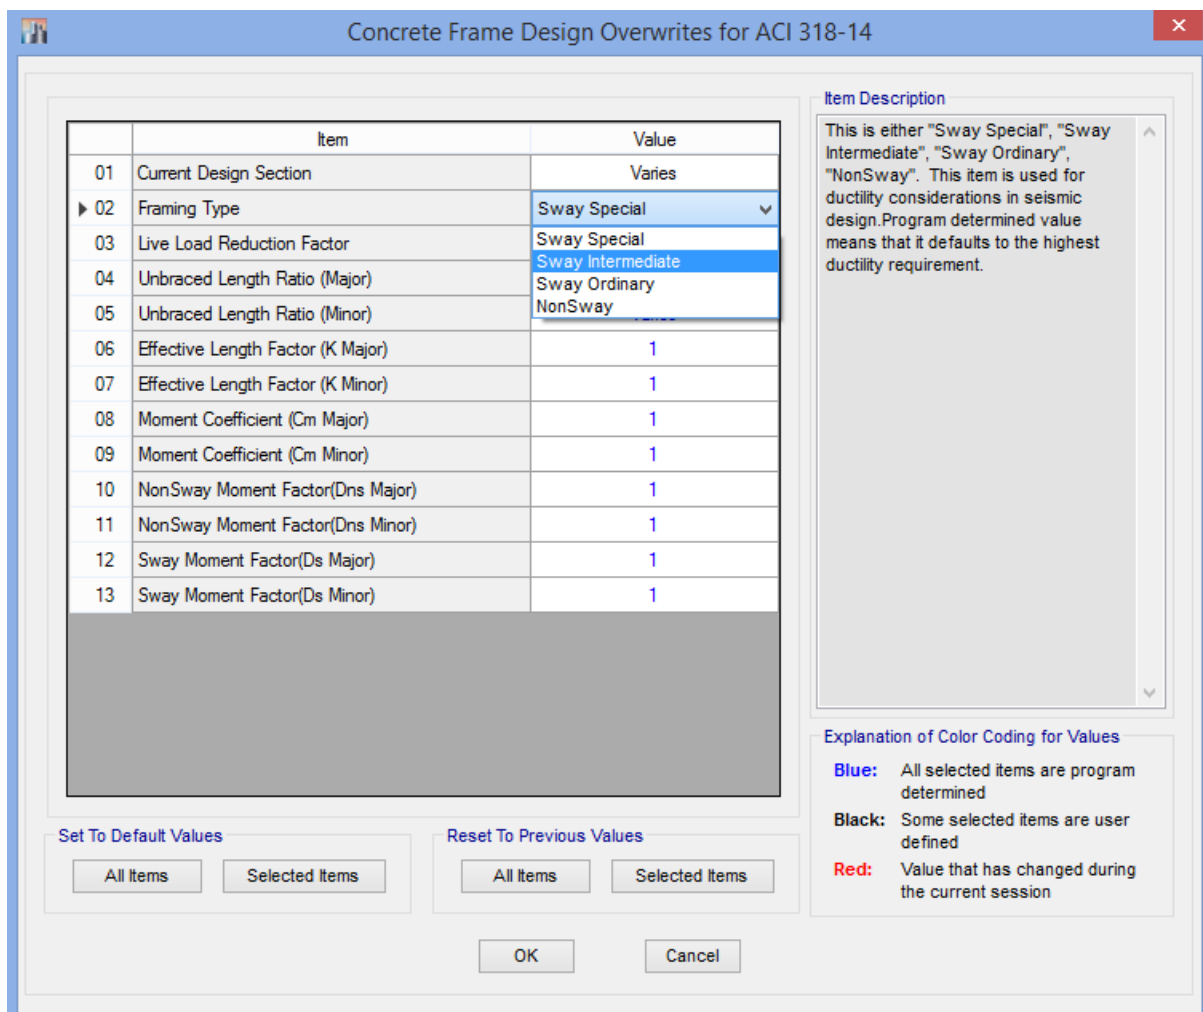 Concrete Frame Design Overwrites for ACI 318-14
Item Value
01 Current Design Section Varies
02 Framing Type Sway Special
03 Live Load Reduction Factor
04 Unbraced Length Ratio (Major)
05 Unbraced Length Ratio (Minor)
Sway Special
Sway Intermediate
Sway Ordinary
NonSway
06 Effective Length Factor (K Major) 1
07 Effective Length Factor (K Minor) 1
08 Moment Coefficient (Cm Major) 1
09 Moment Coefficient (Cm Minor) 1
10 NonSway Moment Factor(Dns Major) 1
11 NonSway Moment Factor(Dns Minor) 1
12 Sway Moment Factor(Ds Major) 1
13 Sway Moment Factor(Ds Minor) 1
Set To Default Values
All Items Selected Items
Reset To Previous Values
All Items Selected Items
Item Description
This is either "Sway Special", "Sway
Intermediate", "Sway Ordinary",
"NonSway". This item is used for
ductility considerations in seismic
design.Program determined value
means that it defaults to the highest
ductility requirement.
Explanation of Color Coding for Values
Blue: All selected items are program
determined
Black: Some selected items are user
defined
Red: Value that has changed during
the current session
OK Cancel